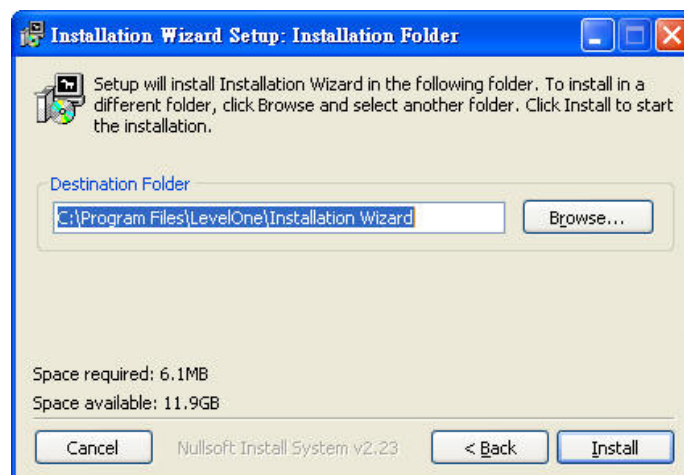 Installation Wizard Setup: Installation Folder
Setup will install Installation Wizard in the following folder. To install in a
different folder, click Browse and select another folder. Click Install to start
the installation.
Destination Folder
C:\Program Files\LevelOne\Installation Wizard
Browse...
Space required: 6.1MB
Space available: 11.9GB
Cancel
Nullsoft Install System v2.23
< Back
Install